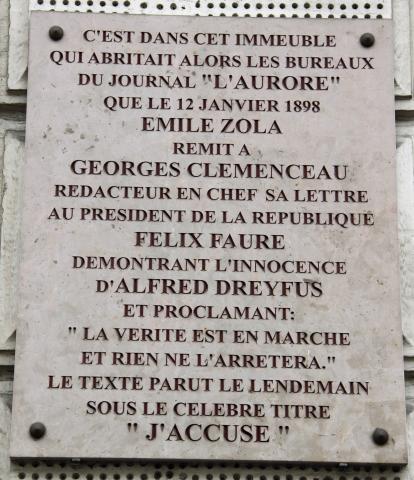 C'EST DANS CET IMMEUBLE
QUI ABRITAIT ALORS LES BUREAUX
DU JOURNAL "L'AURORE"
QUE LE 12 JANVIER 1898
EMILE ZOLA
REMIT A
GEORGES CLEMENCEAU
REDACTEUR EN CHEF SA LETTRE
AU PRESIDENT DE LA REPUBLIQUE
FELIX FAURE
DEMONTRANT L'INNOCENCE
D'ALFRED DREYFUS
ET PROCLAMANT:
" LA VERITE EST EN MARCHE
ET RIEN NE L'ARRETERA."
LE TEXTE PARUT LE LENDEMAIN
SOUS LE CELEBRE TITRE
" J'ACCUSE "